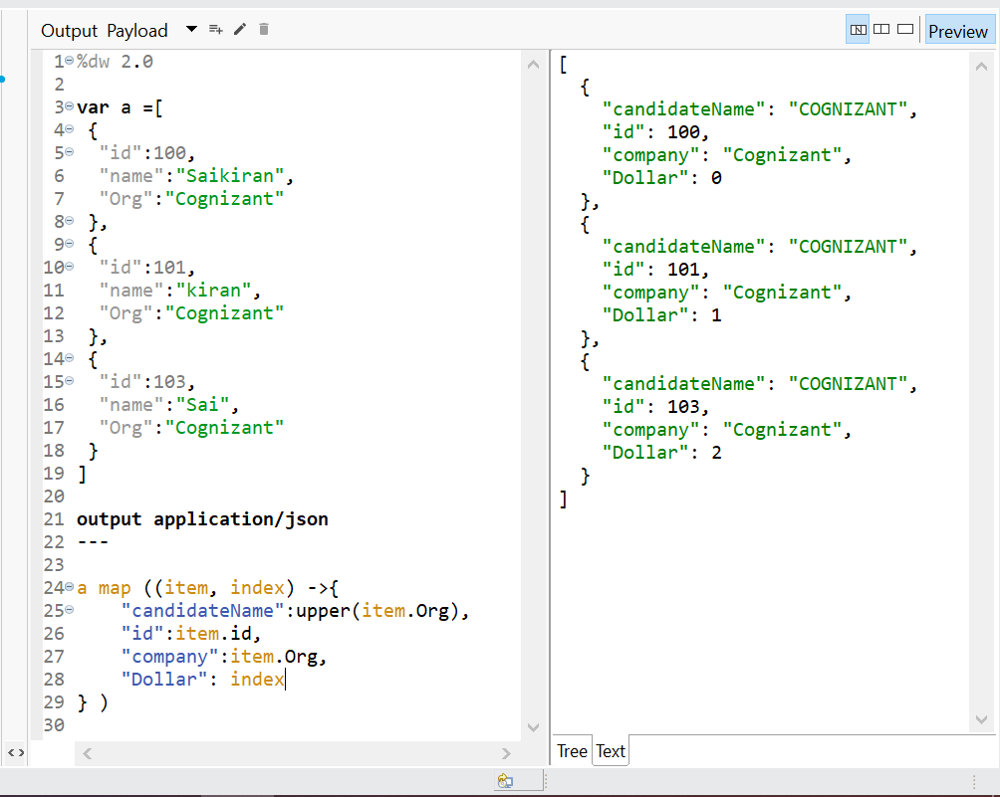 Output Payload
Preview
1 %dw 2.0
2
3 var a =[
4 {
5 "id":100,
6 "name":"Saikiran",
7 "Org":"Cognizant"
8 },
9 {
10 "id":101,
11 "name":"kiran",
12 "Org":"Cognizant"
13 },
14 {
15 "id":103,
16 "name":"Sai",
17 "Org":"Cognizant"
18 }
19 ]
20
21 output application/json
22 ---
23
24 a map ((item, index) ->{
25 "candidateName":upper(item.Org),
26 "id":item.id,
27 "company":item.Org,
28 "Dollar": index
29 } )
30
[
{
"candidateName": "COGNIZANT",
"id": 100,
"company": "Cognizant",
"Dollar": 0
},
{
"candidateName": "COGNIZANT",
"id": 101,
"company": "Cognizant",
"Dollar": 1
},
{
"candidateName": "COGNIZANT",
"id": 103,
"company": "Cognizant",
"Dollar": 2
}
]
Tree Text